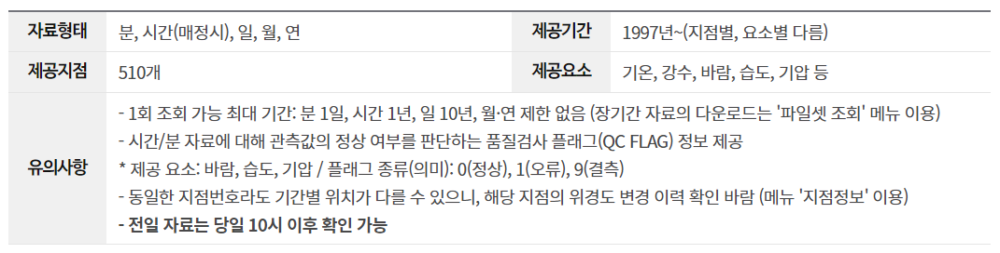 자료형태 분, 시간(매정시), 일, 월, 연 제공기간 1997년~(지점별, 요소별 다름)
제공지점 510개 제공요소 기온, 강수, 바람, 습도, 기압 등
유의사항
- 1회 조회 가능 최대 기간: 분 1일, 시간 1년, 일 10년, 월·연 제한 없음 (장기간 자료의 다운로드는 '파일셋 조회' 메뉴 이용)
- 시간/분 자료에 대해 관측값의 정상 여부를 판단하는 품질검사 플래그(QC FLAG) 정보 제공
* 제공 요소: 바람, 습도, 기압 / 플래그 종류(의미): 0(정상), 1(오류), 9(결측)
- 동일한 지점번호라도 기간별 위치가 다를 수 있으니, 해당 지점의 위경도 변경 이력 확인 바람 (메뉴 '지점정보' 이용)
- 전일 자료는 당일 10시 이후 확인 가능